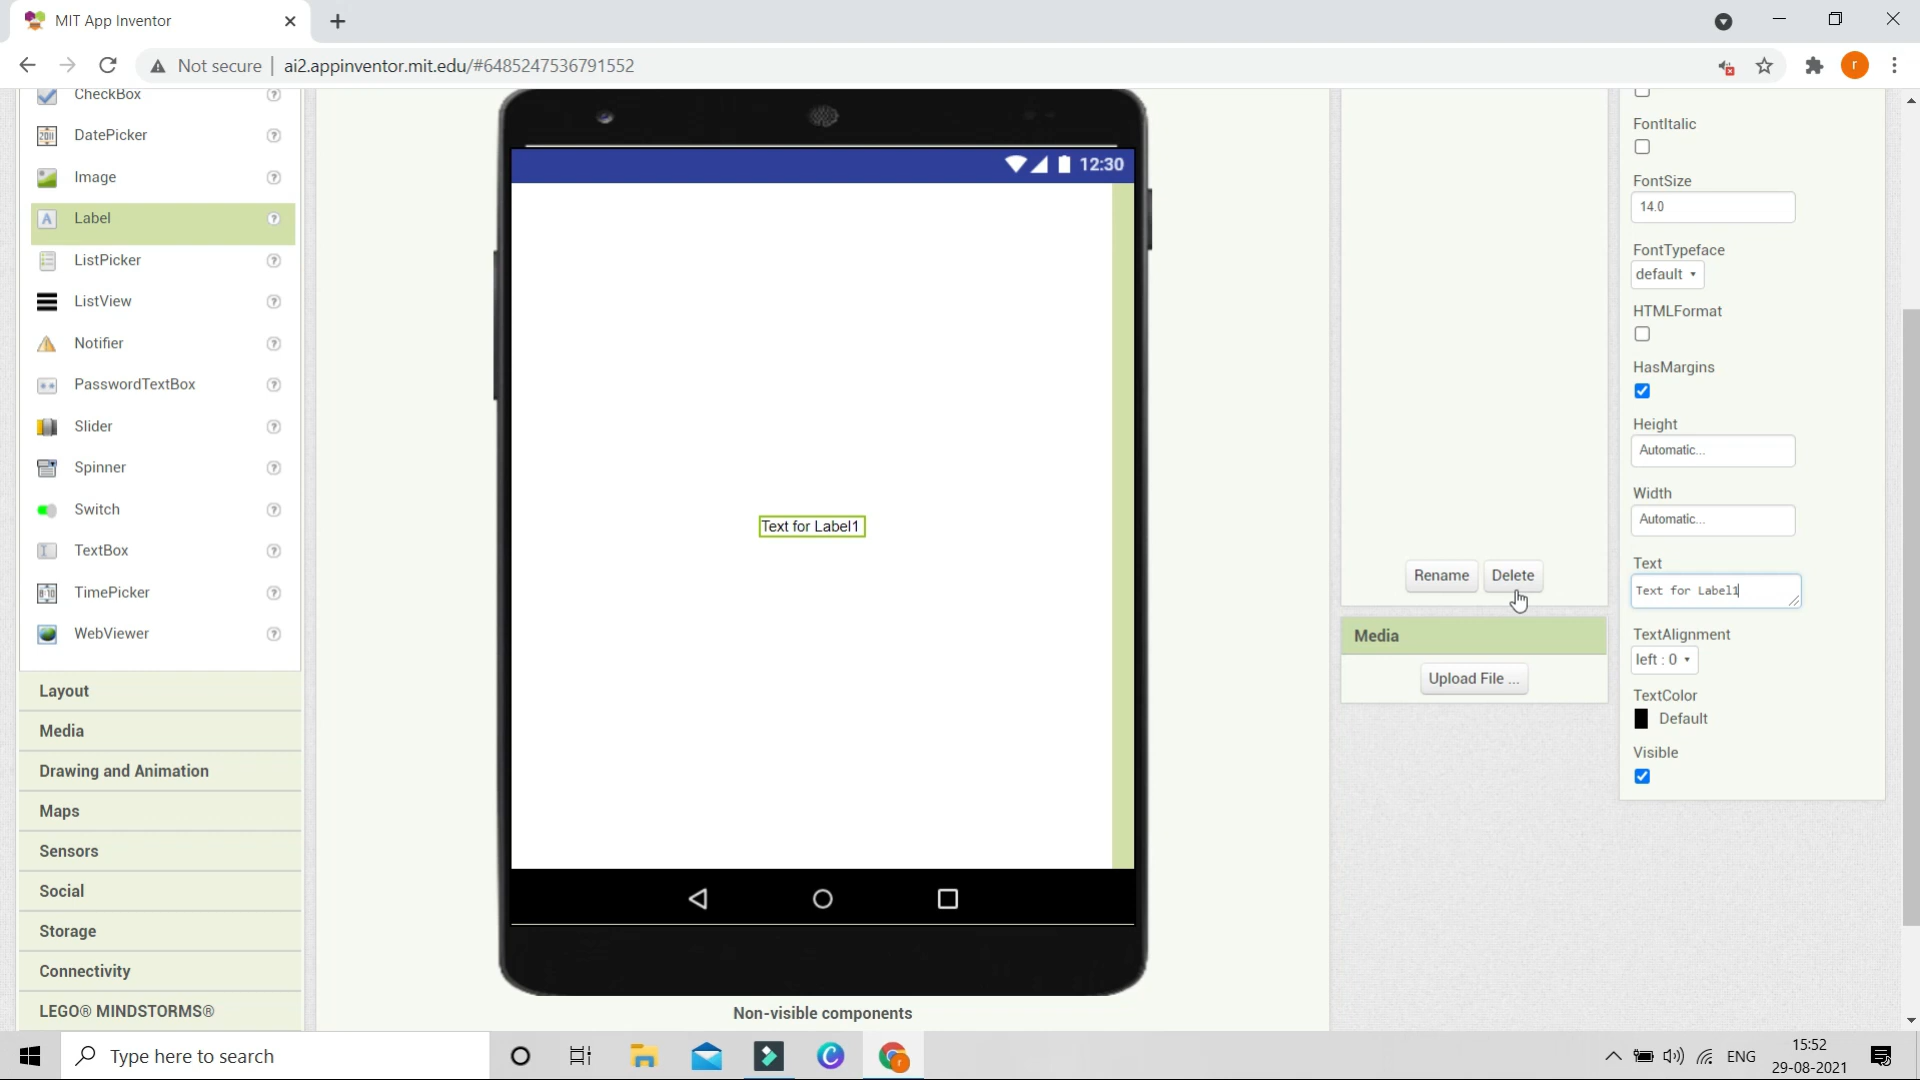 MIT App Inventor
Not secure
ai2.appinventor.mit.edu/#6485247536791552
r
CheckBox
DatePicker
Image
Label
ListPicker
ListView
Notifier
PasswordTextBox
Slider
Spinner
Switch
TextBox
TimePicker
WebViewer
Layout
Media
Drawing and Animation
Maps
Sensors
Social
Storage
Connectivity
LEGO® MINDSTORMS®
12:30
Text for Label1
Non-visible components
Rename
Delete
Media
Upload File ...
FontItalic
FontSize
14.0
FontTypeface
default
HTMLFormat
HasMargins
Height
Automatic...
Width
Automatic...
Text
Text for Label1
TextAlignment
left : 0
TextColor
Default
Visible
Type here to search
ENG
15:52
29-08-2021